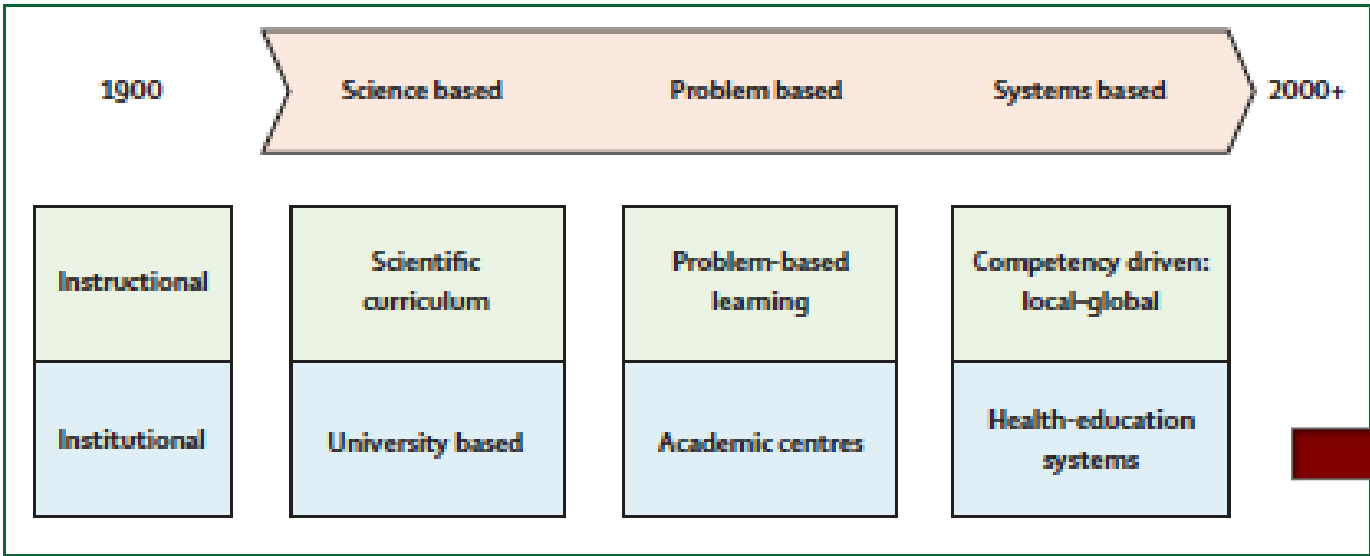 1900
Science based
Problem based
Systems based
2000+
Instructional
Scientific
curriculum
Problem-based
learning
Competency driven:
local–global
Institutional
University based
Academic centres
Health-education
systems